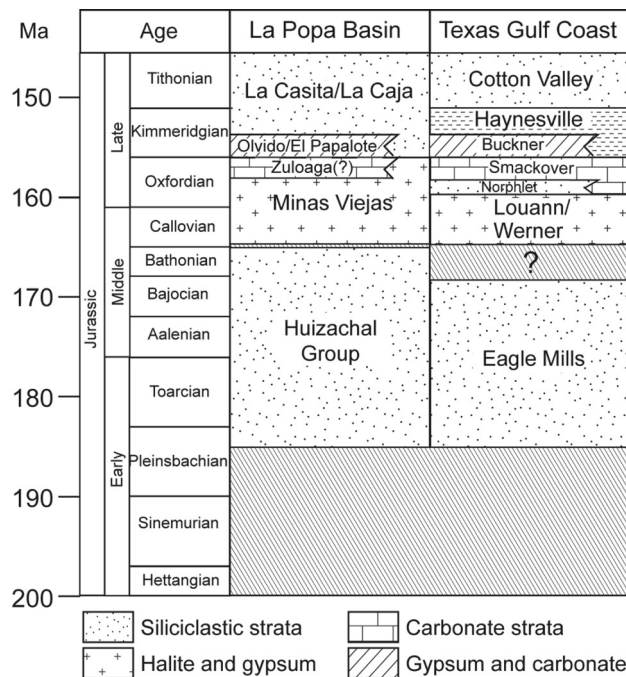 Ma
Age
La Popa Basin
Texas Gulf Coast
150
160
170
180
190
200
Jurassic
Late
Middle
Early
Tithonian
Kimmeridgian
Oxfordian
Callovian
Bathonian
Bajocian
Aalenian
Toarcian
Pleinsbachian
Sinemurian
Hettangian
La Casita/La Caja
Olvido/El Papalote
Zuloaga(?)
Minas Viejas
Huizachal
Group
Cotton Valley
Haynesville
Buckner
Smackover
Norphlet
Louann/
Werner
?
Eagle Mills
Siliciclastic strata
Carbonate strata
Halite and gypsum
Gypsum and carbonate